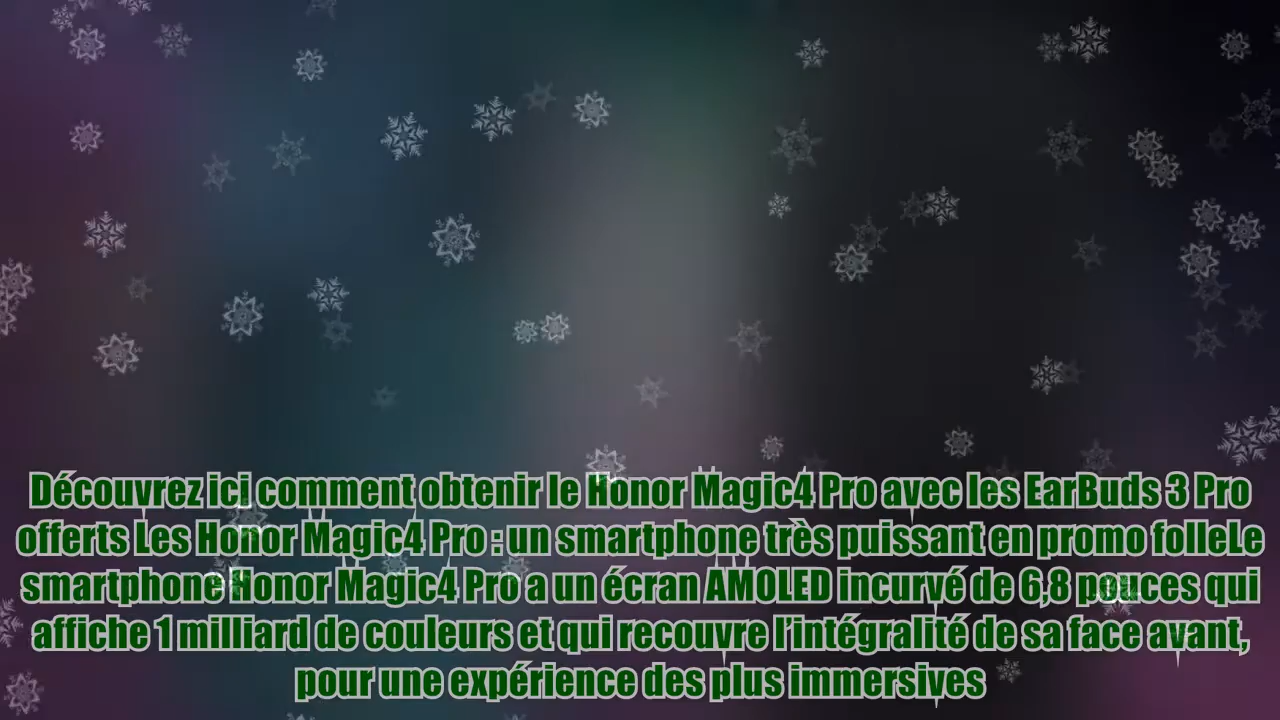 Découvrez ici comment obtenir le Honor Magic4 Pro avec les EarBuds 3 Pro
offerts Les Honor Magic4 Pro : un smartphone très puissant en promo folleLe
smartphone Honor Magic4 Pro a un écran AMOLED incurvé de 6,8 pouces qui
affiche 1 milliard de couleurs et qui recouvre l'intégralité de sa face avant,
pour une expérience des plus immersives